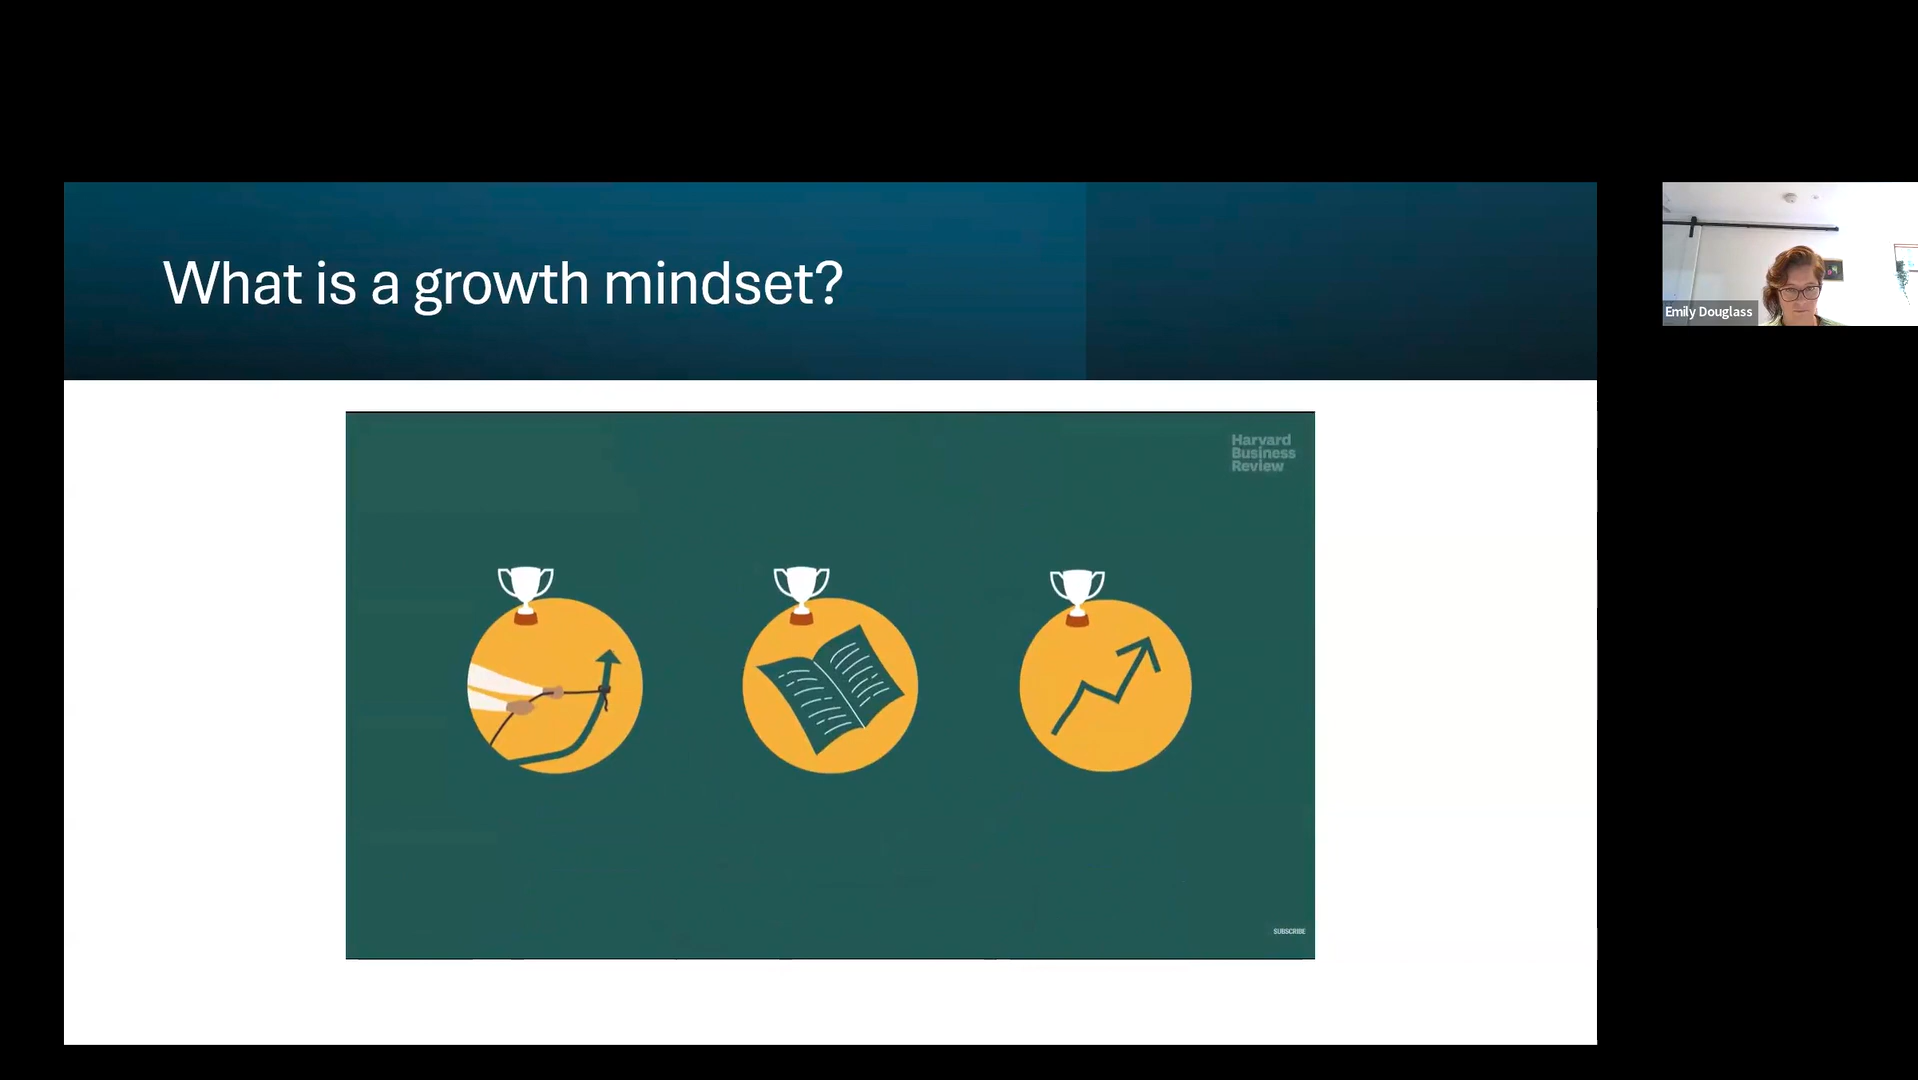 What is a growth mindset?
Harvard
Business
Review
SUBSCRIBE
Emily Douglass